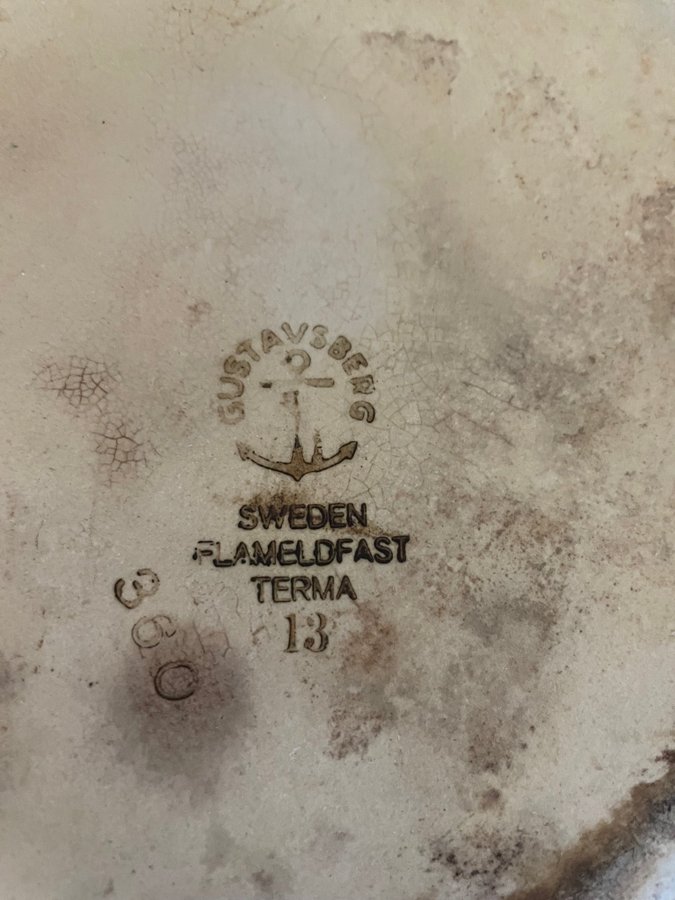 GUSTAVSBERG
SWEDEN
FLAMELDFAST
TERMA
13
360